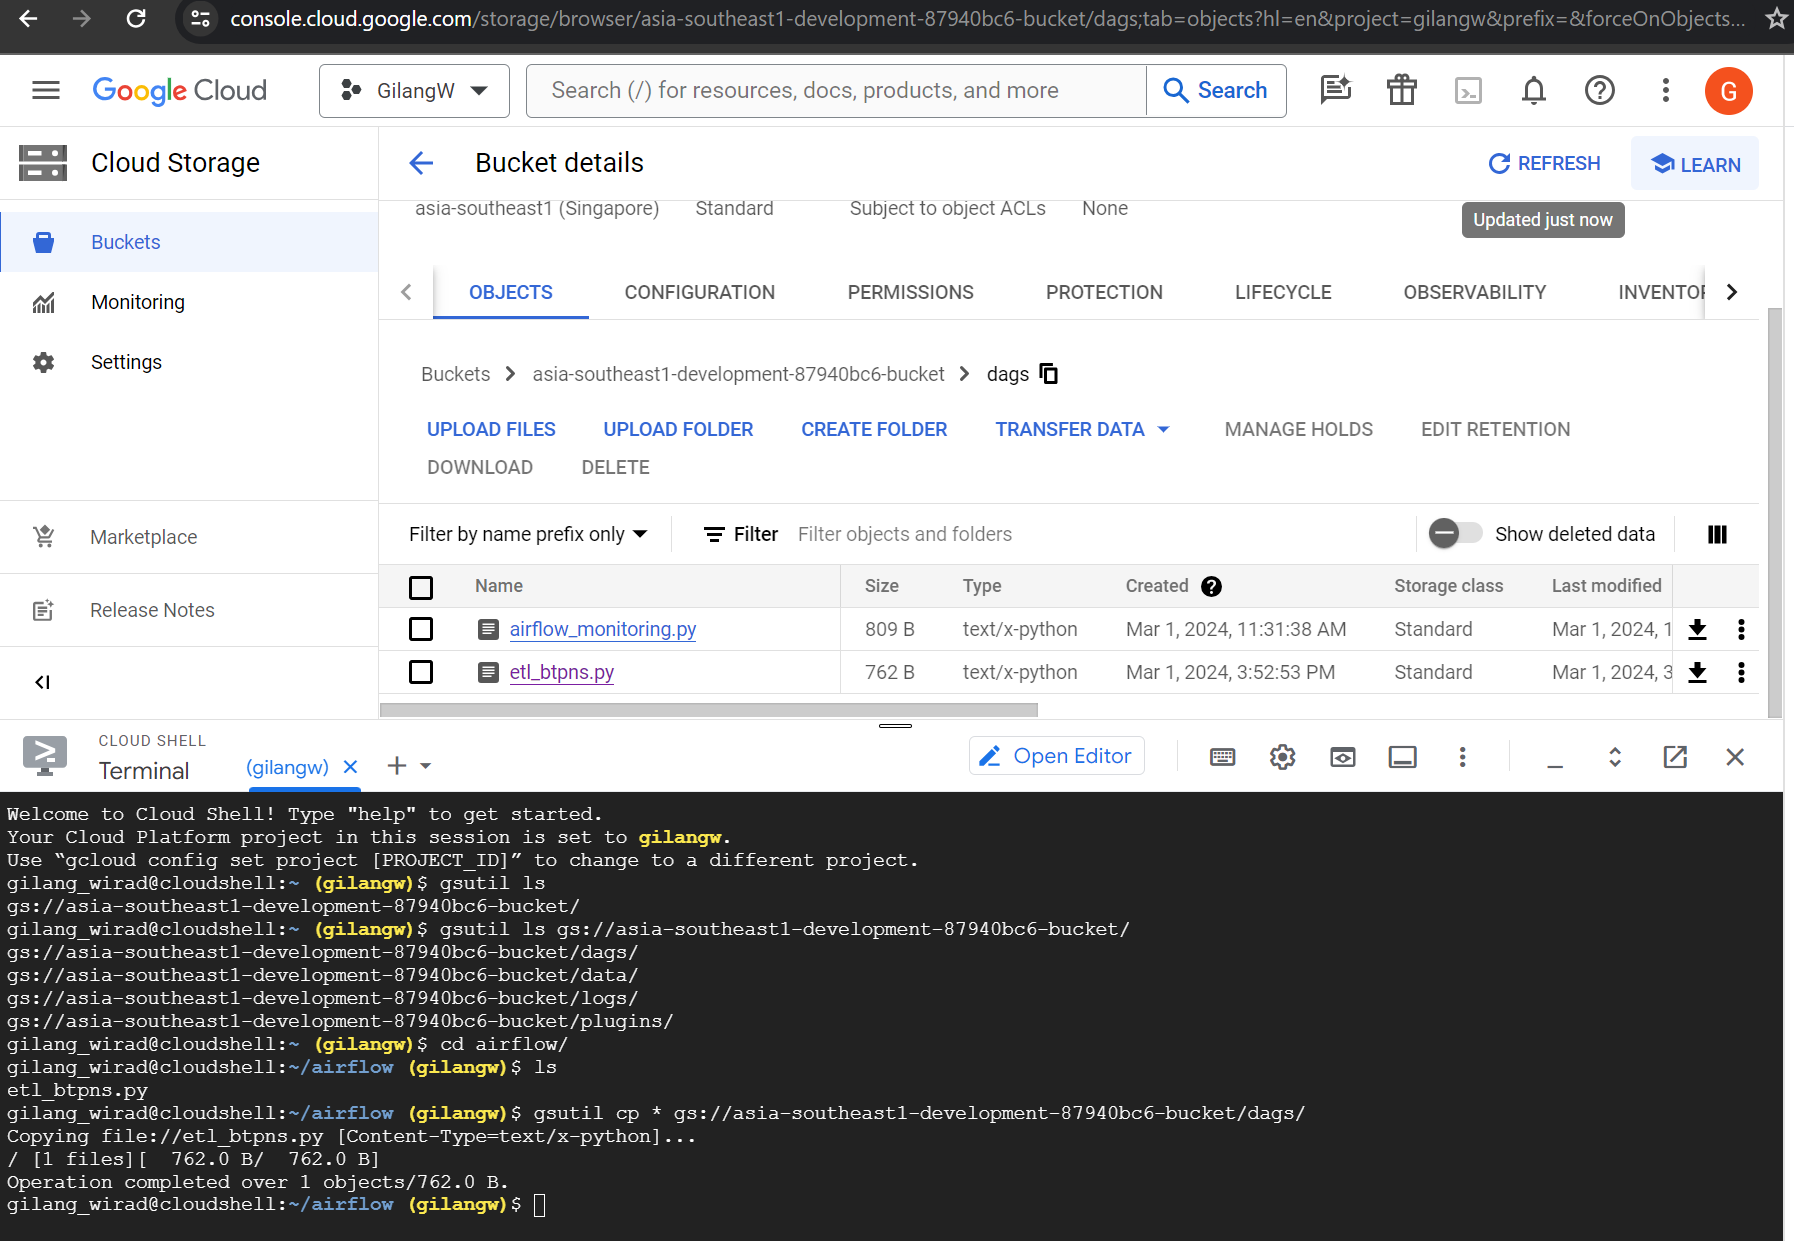 console.cloud.google.com/storage/browser/asia-southeast1-development-87940bc6-bucket/dags;tab=objects?hl=en&project=gilangw&prefix=&forceOnObjects...
Google Cloud
GilangW
Search (/) for resources, docs, products, and more
Search
G
Cloud Storage
Bucket details
REFRESH
LEARN
asia-southeast1 (Singapore) Standard Subject to object ACLs None
Updated just now
Buckets
Monitoring
Settings
Marketplace
Release Notes
OBJECTS CONFIGURATION PERMISSIONS PROTECTION LIFECYCLE OBSERVABILITY INVENTOR
Buckets > asia-southeast1-development-87940bc6-bucket > dags
UPLOAD FILES UPLOAD FOLDER CREATE FOLDER TRANSFER DATA MANAGE HOLDS EDIT RETENTION
DOWNLOAD DELETE
Filter by name prefix only Filter Filter objects and folders Show deleted data
Name Size Type Created Storage class Last modified
airflow_monitoring.py 809 B text/x-python Mar 1, 2024, 11:31:38 AM Standard Mar 1, 2024, 1
etl_btpns.py 762 B text/x-python Mar 1, 2024, 3:52:53 PM Standard Mar 1, 2024, 3
CLOUD SHELL
Terminal
(gilangw)
Open Editor
Welcome to Cloud Shell! Type "help" to get started.
Your Cloud Platform project in this session is set to gilangw.
Use “gcloud config set project [PROJECT_ID]” to change to a different project.
gilang_wirad@cloudshell:~ (gilangw)$ gsutil ls
gs://asia-southeast1-development-87940bc6-bucket/
gilang_wirad@cloudshell:~ (gilangw)$ gsutil ls gs://asia-southeast1-development-87940bc6-bucket/
gs://asia-southeast1-development-87940bc6-bucket/dags/
gs://asia-southeast1-development-87940bc6-bucket/data/
gs://asia-southeast1-development-87940bc6-bucket/logs/
gs://asia-southeast1-development-87940bc6-bucket/plugins/
gilang_wirad@cloudshell:~ (gilangw)$ cd airflow/
gilang_wirad@cloudshell:~/airflow (gilangw)$ ls
etl_btpns.py
gilang_wirad@cloudshell:~/airflow (gilangw)$ gsutil cp * gs://asia-southeast1-development-87940bc6-bucket/dags/
Copying file://etl_btpns.py [Content-Type=text/x-python]...
/ [1 files][  762.0 B/  762.0 B]
Operation completed over 1 objects/762.0 B.
gilang_wirad@cloudshell:~/airflow (gilangw)$